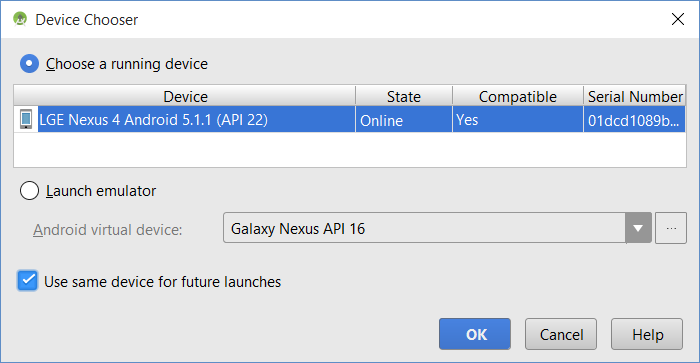 Device Chooser
Choose a running device
Device State Compatible Serial Number
LGE Nexus 4 Android 5.1.1 (API 22) Online Yes 01dcd1089b...
Launch emulator
Android virtual device: Galaxy Nexus API 16 ...
Use same device for future launches
OK Cancel Help